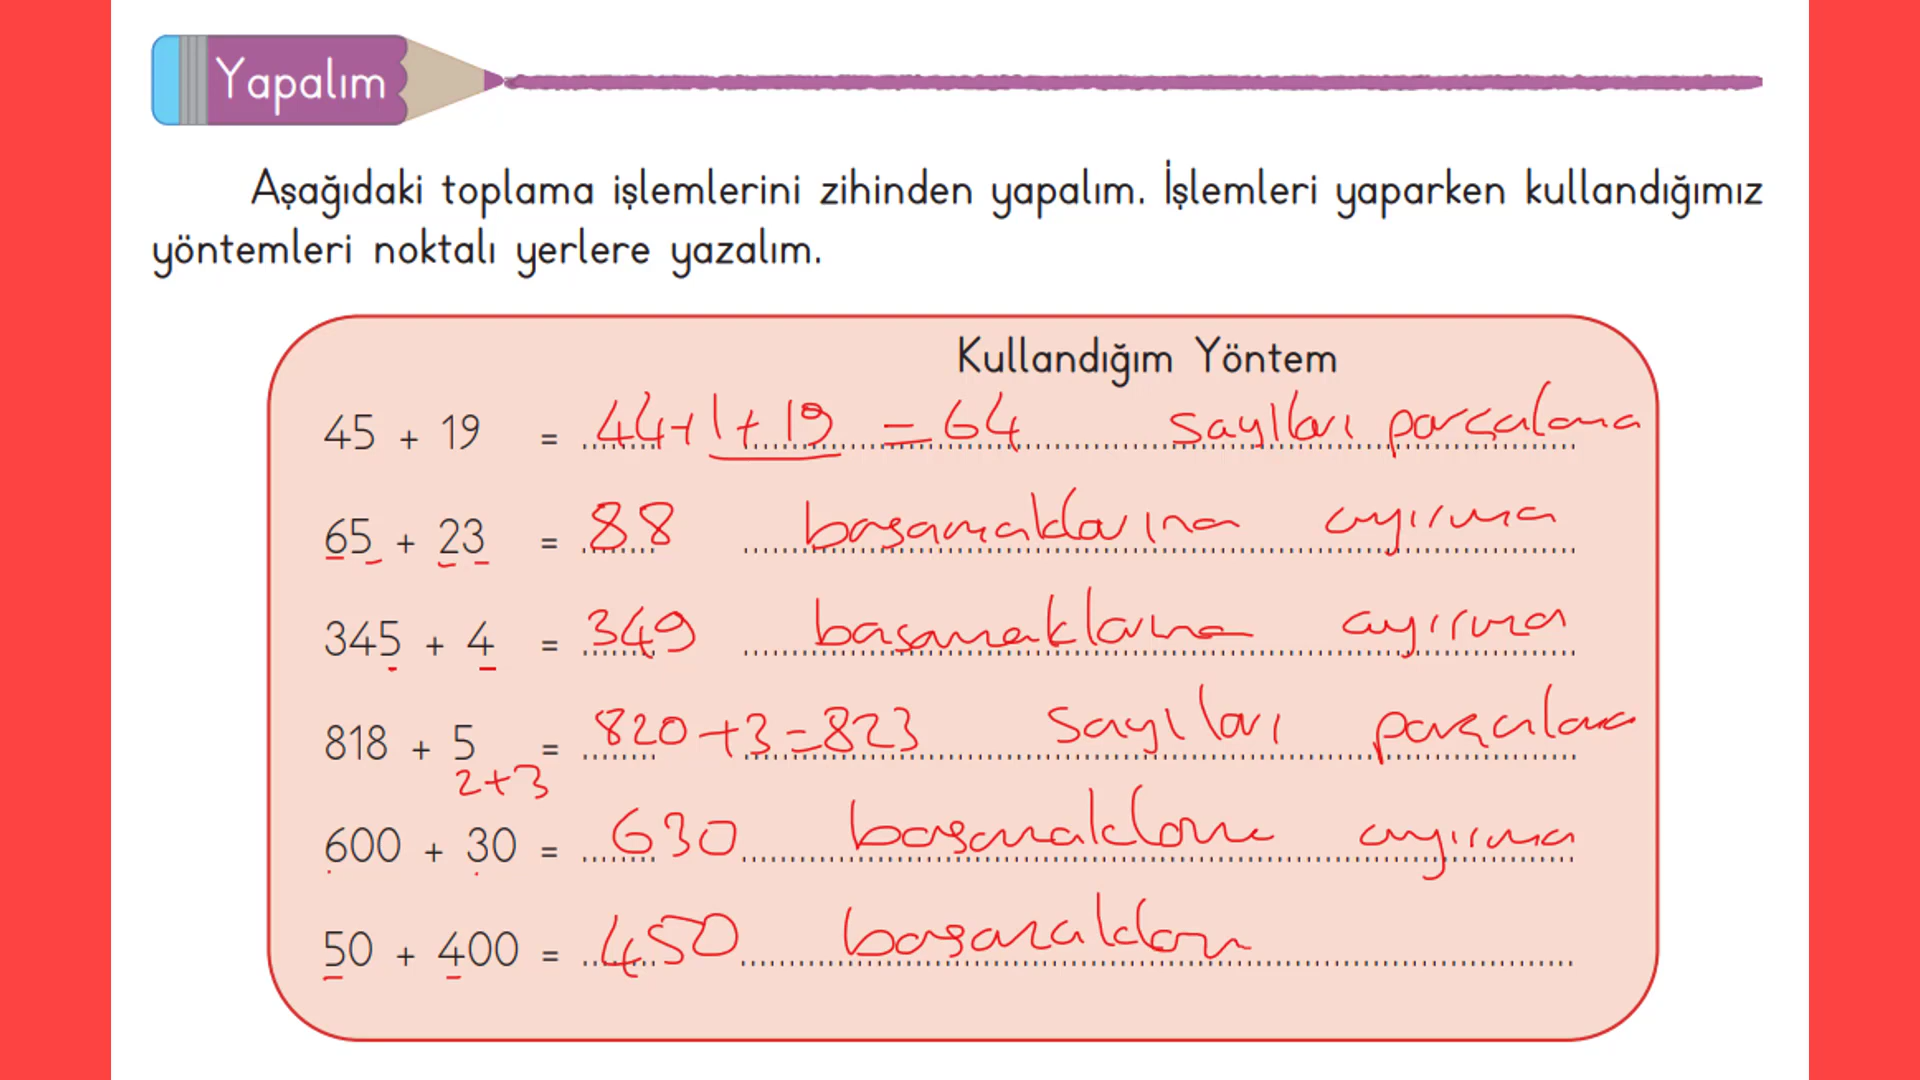 Yapalım
Aşağıdaki toplama işlemlerini zihinden yapalım. İşlemleri yaparken kullandığımız
yöntemleri noktalı yerlere yazalım.
Kullandığım Yöntem
45 + 19 = 44+1+19 = 64 sayıları parçalama
65 + 23 = 88 basamaklarına ayırma
345 + 4 = 349 basamaklarına ayırma
818 + 5 = 820+3=823 sayıları parçalama
2+3
600 + 30 = 630 basamaklarına ayırma
50 + 400 = 450